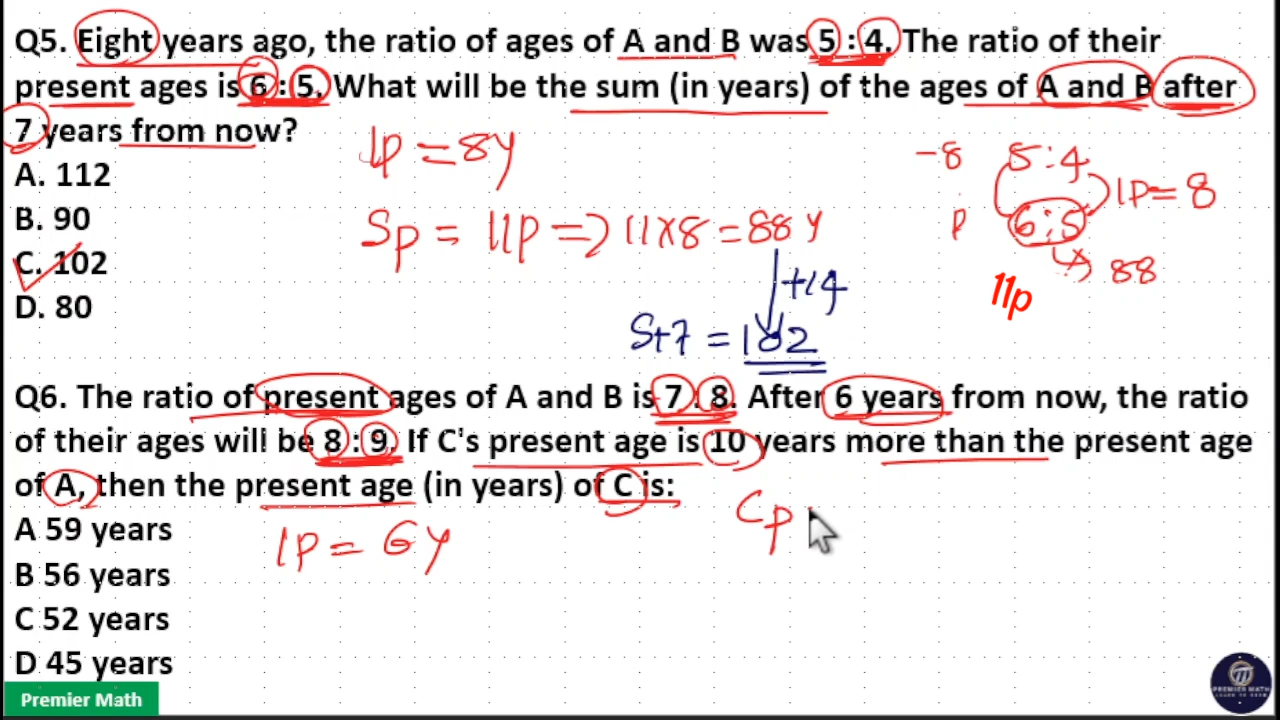 Q5. Eight years ago, the ratio of ages of A and B was 5 : 4. The ratio of their
present ages is 6 : 5. What will be the sum (in years) of the ages of A and B after
7 years from now?
A. 112
B. 90
C. 102
D. 80
1p = 8y
Sp = 11p => 11x8 = 88 y
+14
S+7 = 102
-8 5:4
p 6:5
1p = 8
88
11p
Q6. The ratio of present ages of A and B is 7 : 8. After 6 years from now, the ratio
of their ages will be 8 : 9. If C's present age is 10 years more than the present age
of A, then the present age (in years) of C is:
A 59 years
B 56 years
C 52 years
D 45 years
1p = 6y
Cp
Premier Math
PREMIER MATH